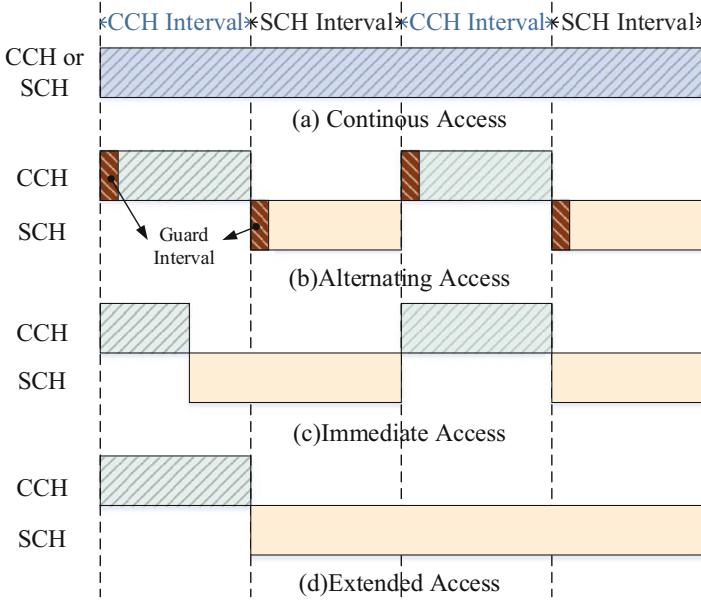 CCH Interval SCH Interval CCH Interval SCH Interval
CCH or
SCH
(a) Continous Access
CCH
SCH
Guard
Interval
(b)Alternating Access
CCH
SCH
(c)Immediate Access
CCH
SCH
(d)Extended Access